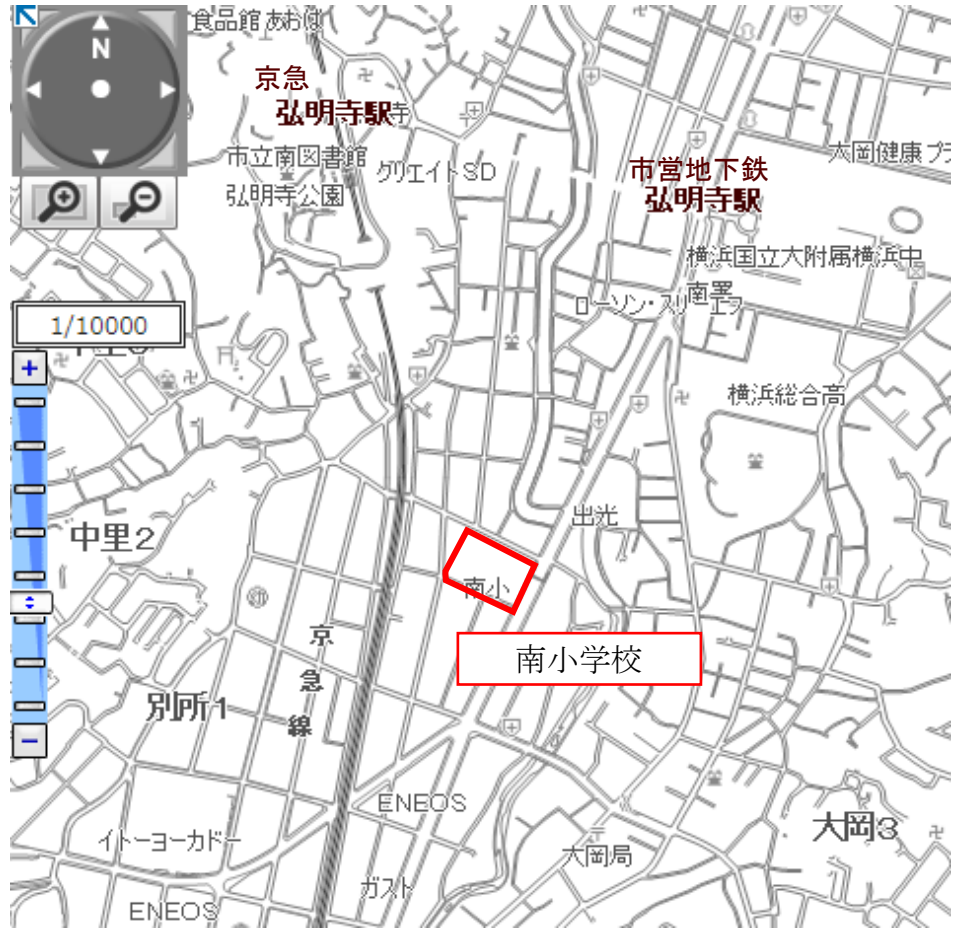 食品館あおば
N
京急
弘明寺駅
寺
市立南図書館
クリエイトSD
弘明寺公園
市営地下鉄
弘明寺駅
大岡健康プラ
横浜国立大附属横浜中
南署
ローソン・スリーエフ
1/10000
横浜総合高
出光
中里2
南小
南小学校
京急線
別所1
ENEOS
イトーヨーカドー
大岡3
大岡局
ガスト
ENEOS